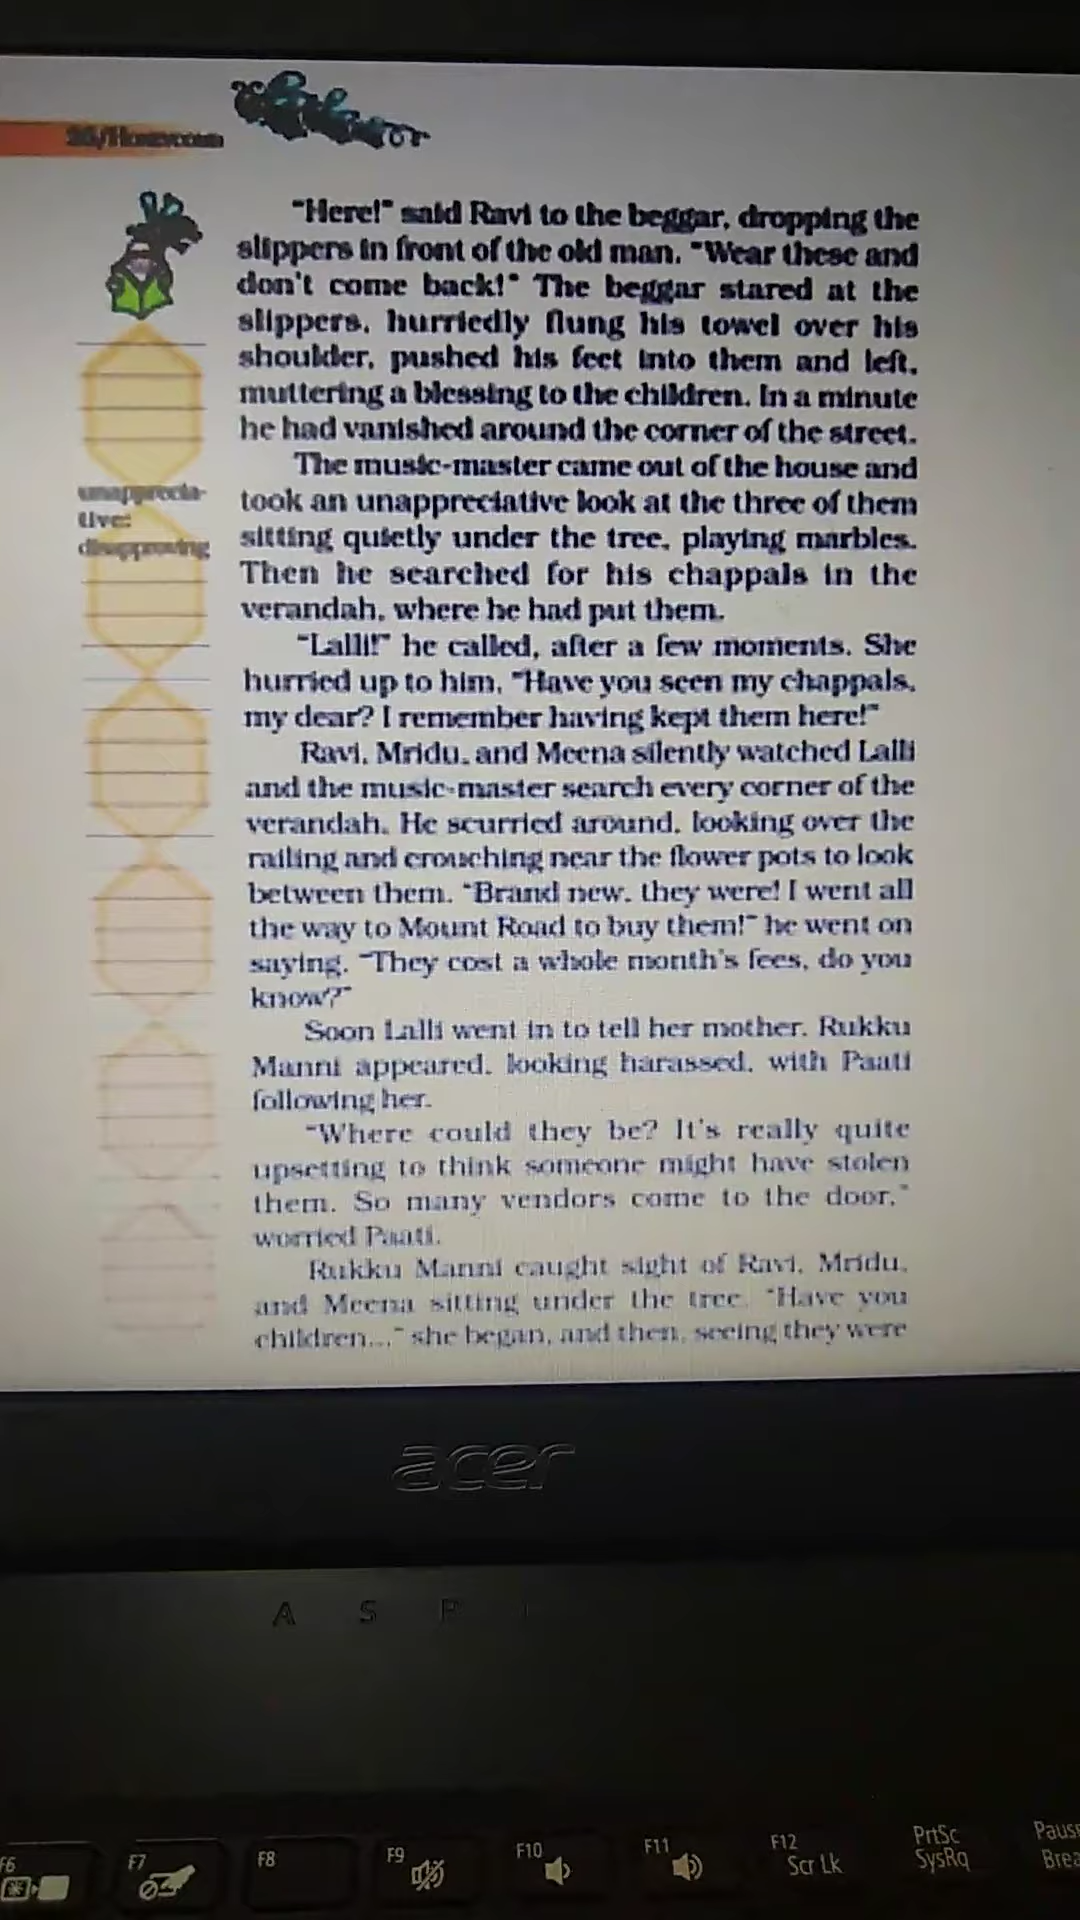 "Here!" said Ravi to the beggar, dropping the
slippers in front of the old man. "Wear these and
don't come back!" The beggar stared at the
slippers, hurriedly flung his towel over his
shoulder, pushed his feet into them and left,
muttering a blessing to the children. In a minute
he had vanished around the corner of the street.
The music-master came out of the house and
took an unappreciative look at the three of them
sitting quietly under the tree, playing marbles.
Then he searched for his chappals in the
verandah, where he had put them.
"Lalli!" he called, after a few moments. She
hurried up to him. "Have you seen my chappals,
my dear? I remember having kept them here!"
Ravi, Mridu, and Meena silently watched Lalli
and the music-master search every corner of the
verandah. He scurried around, looking over the
railing and crouching near the flower pots to look
between them. "Brand new, they were! I went all
the way to Mount Road to buy them!" he went on
saying. "They cost a whole month's fees, do you
know?"
Soon Lalli went in to tell her mother. Rukku
Manni appeared, looking harassed, with Paati
following her.
"Where could they be? It's really quite
upsetting to think someone might have stolen
them. So many vendors come to the door,"
worried Paati.
Rukku Manni caught sight of Ravi, Mridu,
and Meena sitting under the tree. "Have you
children..." she began, and then, seeing they were
unapprecia-
tive:
disapproving
acer
A S P
F6
F7
F8
F9
F10
F11
F12
Scr Lk
PrtSc
SysRq
Paus
Brea